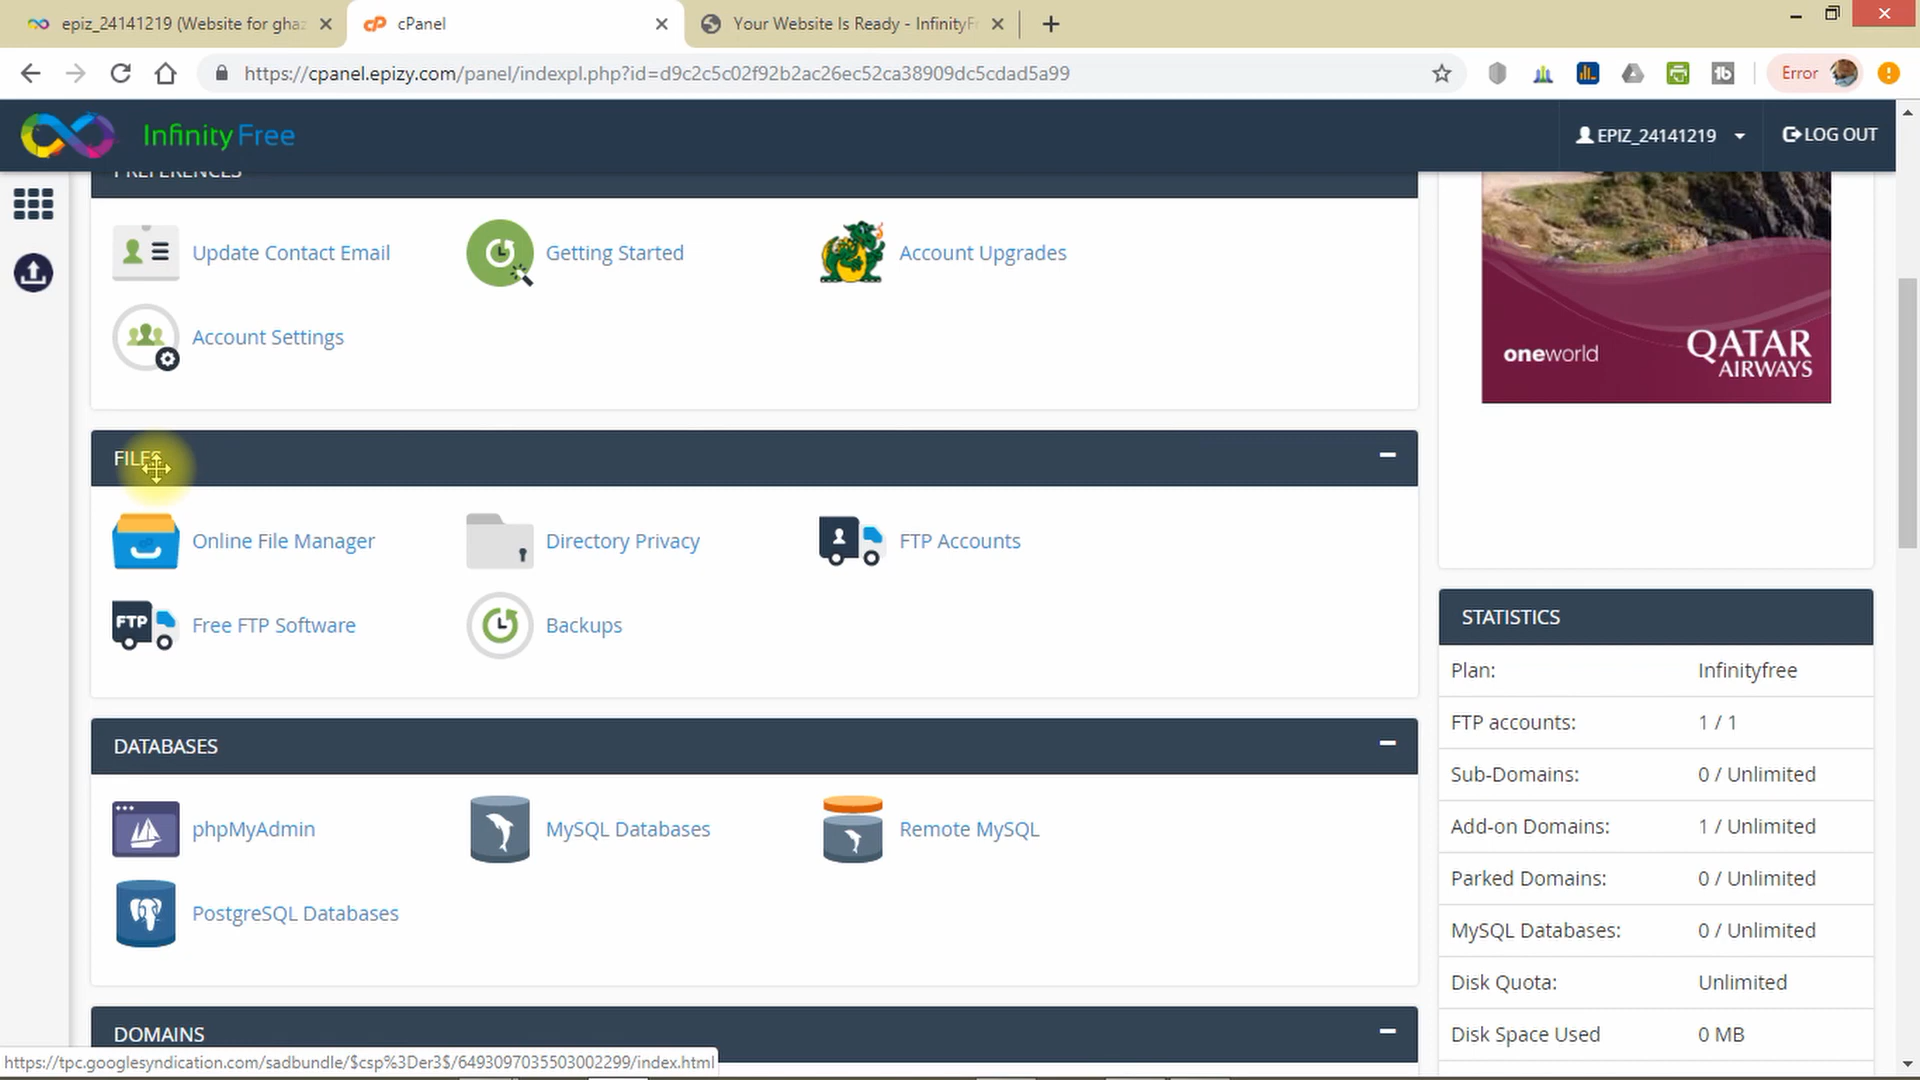 epiz_24141219 (Website for ghaz
cPanel
Your Website Is Ready - InfinityF
https://cpanel.epizy.com/panel/indexpl.php?id=d9c2c5c02f92b2ac26ec52ca38909dc5cdad5a99
Error
InfinityFree
EPIZ_24141219
LOG OUT
PREFERENCES
Update Contact Email
Getting Started
Account Upgrades
Account Settings
oneworld
QATAR
AIRWAYS
FILES
Online File Manager
Directory Privacy
FTP Accounts
FTP
Free FTP Software
Backups
DATABASES
phpMyAdmin
MySQL Databases
Remote MySQL
PostgreSQL Databases
DOMAINS
STATISTICS
Plan: Infinityfree
FTP accounts: 1 / 1
Sub-Domains: 0 / Unlimited
Add-on Domains: 1 / Unlimited
Parked Domains: 0 / Unlimited
MySQL Databases: 0 / Unlimited
Disk Quota: Unlimited
Disk Space Used 0 MB
https://tpc.googlesyndication.com/sadbundle/$csp%3Der3$/6493097035503002299/index.html